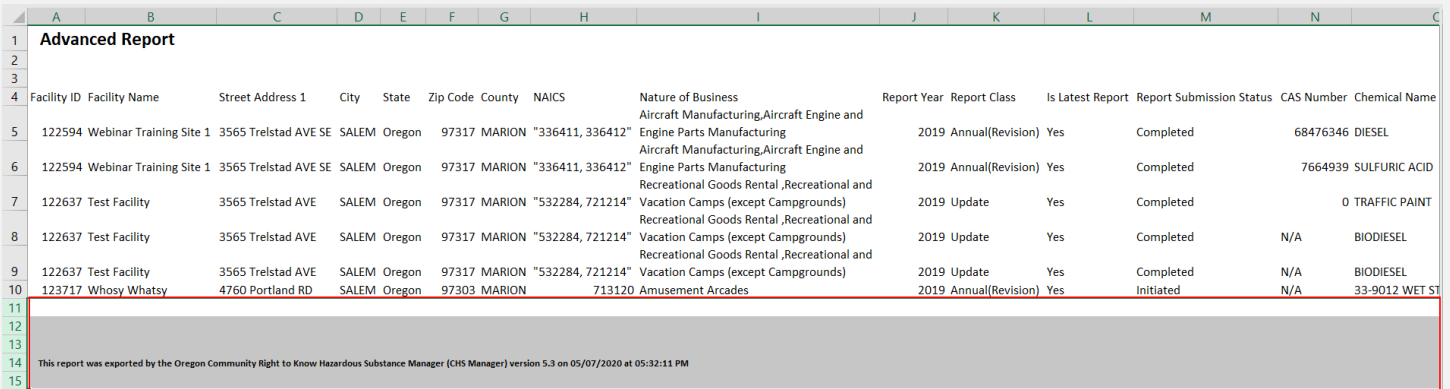 A B C D E F G H I J K L M N
1 Advanced Report
2
3
4 Facility ID Facility Name Street Address 1 City State Zip Code County NAICS Nature of Business Report Year Report Class Is Latest Report Report Submission Status CAS Number Chemical Name
Aircraft Manufacturing,Aircraft Engine and
5 122594 Webinar Training Site 1 3565 Trelstad AVE SE SALEM Oregon 97317 MARION "336411, 336412" Engine Parts Manufacturing 2019 Annual(Revision) Yes Completed 68476346 DIESEL
Aircraft Manufacturing,Aircraft Engine and
6 122594 Webinar Training Site 1 3565 Trelstad AVE SE SALEM Oregon 97317 MARION "336411, 336412" Engine Parts Manufacturing 2019 Annual(Revision) Yes Completed 7664939 SULFURIC ACID
Recreational Goods Rental ,Recreational and
7 122637 Test Facility 3565 Trelstad AVE SALEM Oregon 97317 MARION "532284, 721214" Vacation Camps (except Campgrounds) 2019 Update Yes Completed 0 TRAFFIC PAINT
Recreational Goods Rental ,Recreational and
8 122637 Test Facility 3565 Trelstad AVE SALEM Oregon 97317 MARION "532284, 721214" Vacation Camps (except Campgrounds) 2019 Update Yes Completed N/A BIODIESEL
Recreational Goods Rental ,Recreational and
9 122637 Test Facility 3565 Trelstad AVE SALEM Oregon 97317 MARION "532284, 721214" Vacation Camps (except Campgrounds) 2019 Update Yes Completed N/A BIODIESEL
10 123717 Whosy Whatsy 4760 Portland RD SALEM Oregon 97303 MARION 713120 Amusement Arcades 2019 Annual(Revision) Yes Initiated N/A 33-9012 WET
11
12
13
14 This report was exported by the Oregon Community Right to Know Hazardous Substance Manager (CHS Manager) version 5.3 on 05/07/2020 at 05:32:11 PM
15